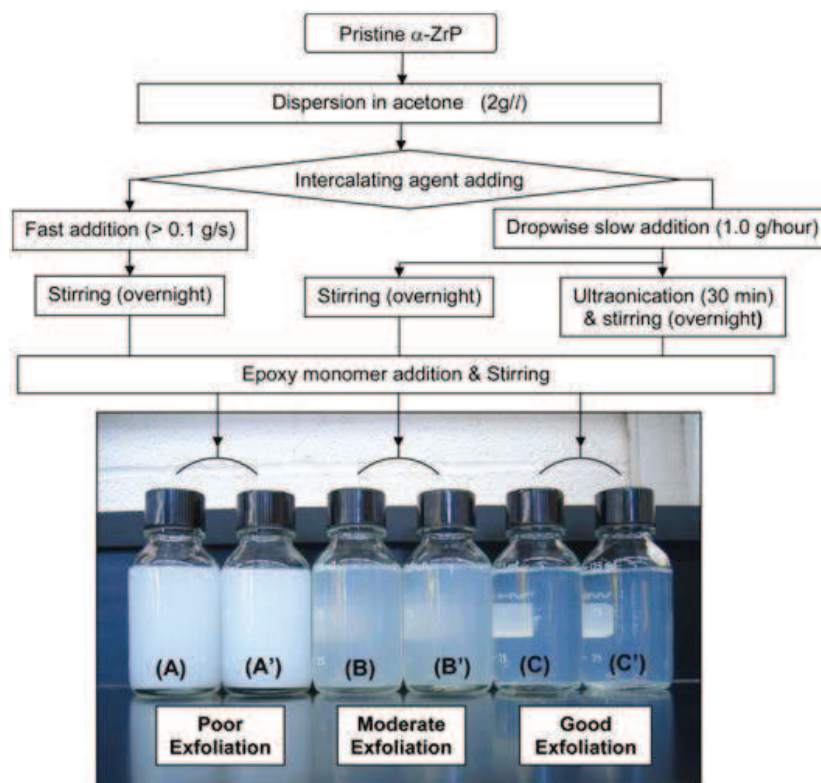 Pristine α-ZrP
Dispersion in acetone (2g//)
Intercalating agent adding
Fast addition (> 0.1 g/s)
Dropwise slow addition (1.0 g/hour)
Stirring (overnight)
Stirring (overnight)
Ultraonication (30 min)
& stirring (overnight)
Epoxy monomer addition & Stirring
(A)
(A')
(B)
(B')
(C)
(C')
Poor
Exfoliation
Moderate
Exfoliation
Good
Exfoliation